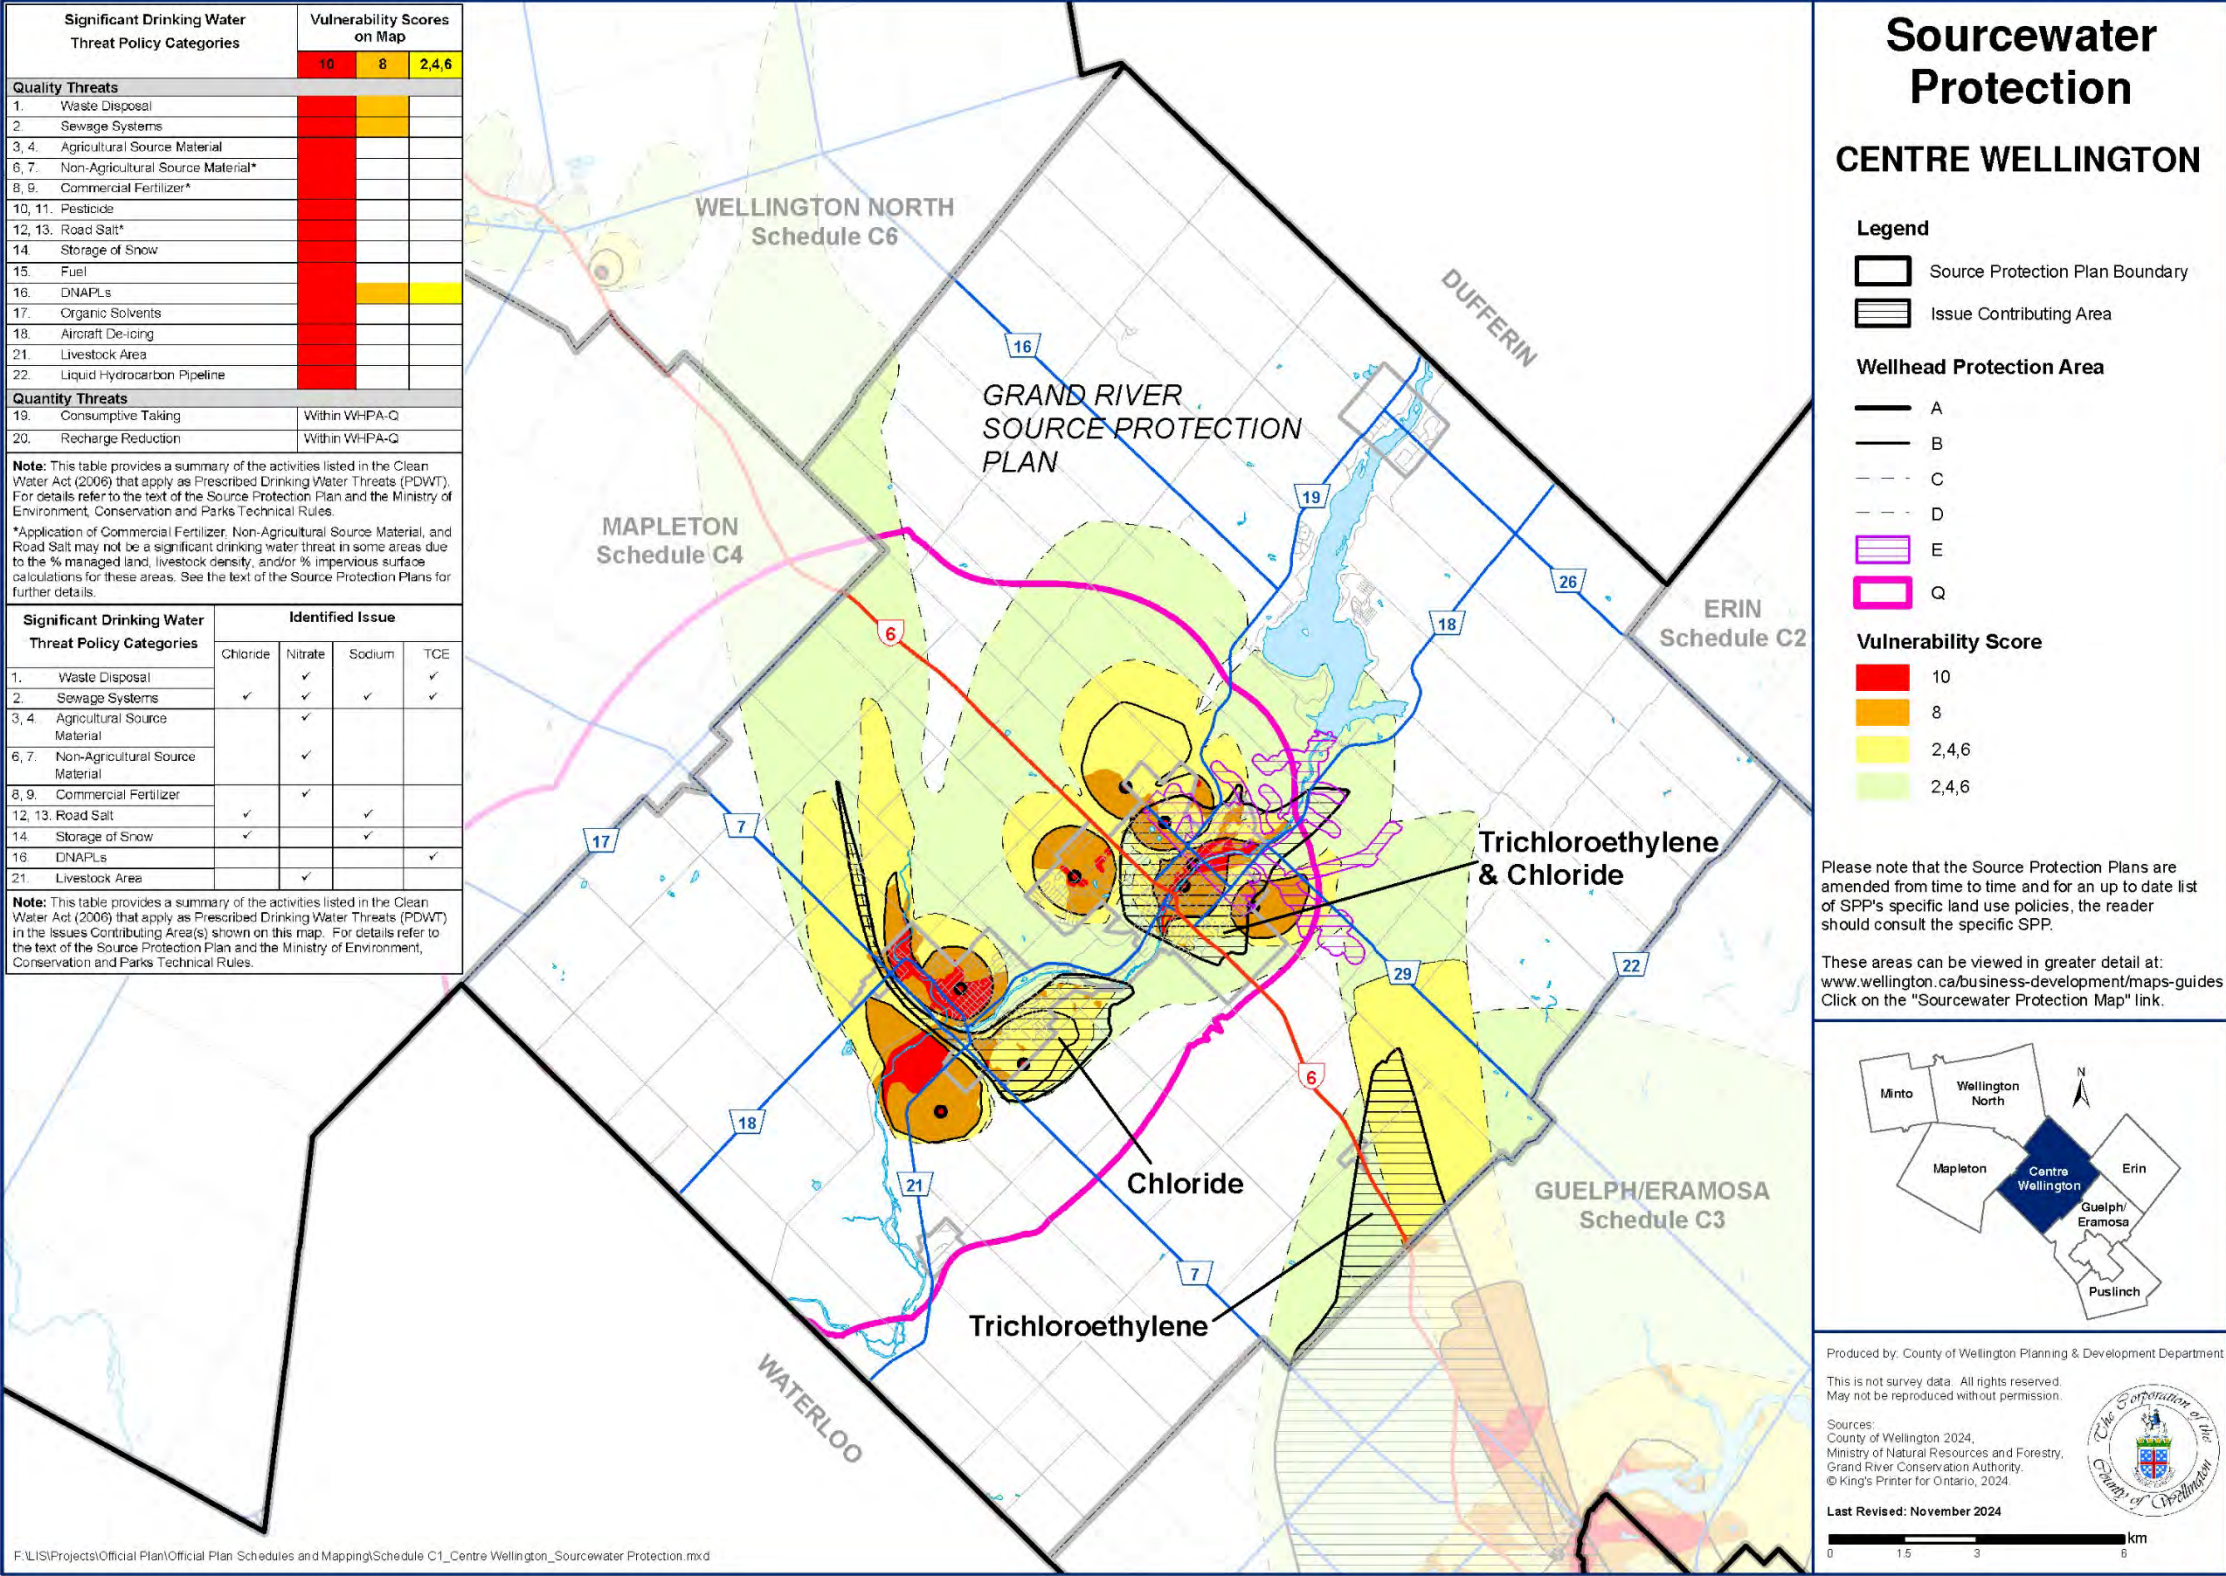 Significant Drinking Water
Threat Policy Categories
Vulnerability Scores
on Map
10 8 2,4,6
Quality Threats
1. Waste Disposal
2. Sewage Systems
3, 4. Agricultural Source Material
6, 7. Non-Agricultural Source Material*
8, 9. Commercial Fertilizer*
10, 11. Pesticide
12, 13. Road Salt*
14. Storage of Snow
15. Fuel
16. DNAPLs
17. Organic Solvents
18. Aircraft De-icing
21. Livestock Area
22. Liquid Hydrocarbon Pipeline
Quantity Threats
19. Consumptive Taking Within WHPA-Q
20. Recharge Reduction Within WHPA-Q
Note: This table provides a summary of the activities listed in the Clean
Water Act (2006) that apply as Prescribed Drinking Water Threats (PDWT).
For details refer to the text of the Source Protection Plan and the Ministry of
Environment, Conservation and Parks Technical Rules.
*Application of Commercial Fertilizer, Non-Agricultural Source Material, and
Road Salt may not be a significant drinking water threat in some areas due
to the % managed land, livestock density, and/or % impervious surface
calculations for these areas. See the text of the Source Protection Plans for
further details.
Significant Drinking Water
Threat Policy Categories
Identified Issue
Chloride Nitrate Sodium TCE
1. Waste Disposal ✓ ✓
2. Sewage Systems ✓ ✓ ✓ ✓
3, 4. Agricultural Source ✓
Material
6, 7. Non-Agricultural Source ✓
Material
8, 9. Commercial Fertilizer ✓
12, 13. Road Salt ✓ ✓
14. Storage of Snow ✓ ✓
16. DNAPLs ✓
21. Livestock Area ✓
Note: This table provides a summary of the activities listed in the Clean
Water Act (2006) that apply as Prescribed Drinking Water Threats (PDWT)
in the Issues Contributing Area(s) shown on this map. For details refer to
the text of the Source Protection Plan and the Ministry of Environment,
Conservation and Parks Technical Rules.
WELLINGTON NORTH
Schedule C6
DUFFERIN
16
GRAND RIVER
SOURCE PROTECTION
PLAN
19
MAPLETON
Schedule C4
26
ERIN
Schedule C2
18
6
7
17
Trichloroethylene
& Chloride
29
22
6
18
Chloride
21
GUELPH/ERAMOSA
Schedule C3
7
Trichloroethylene
WATERLOO
F:\LIS\Projects\Official Plan\Official Plan Schedules and Mapping\Schedule C1_Centre Wellington_Sourcewater Protection.mxd
Sourcewater
Protection
CENTRE WELLINGTON
Legend
Source Protection Plan Boundary
Issue Contributing Area
Wellhead Protection Area
A
B
C
D
E
Q
Vulnerability Score
10
8
2,4,6
2,4,6
Please note that the Source Protection Plans are
amended from time to time and for an up to date list
of SPP's specific land use policies, the reader
should consult the specific SPP.
These areas can be viewed in greater detail at:
www.wellington.ca/business-development/maps-guides
Click on the "Sourcewater Protection Map" link.
N
Minto
Wellington
North
Mapleton
Centre
Wellington
Erin
Guelph/
Eramosa
Puslinch
Produced by: County of Wellington Planning & Development Department
This is not survey data. All rights reserved.
May not be reproduced without permission.
Sources:
County of Wellington 2024,
Ministry of Natural Resources and Forestry,
Grand River Conservation Authority.
© King's Printer for Ontario, 2024.
The Corporation of the
County of Wellington
Last Revised: November 2024
km
0 1.5 3 6